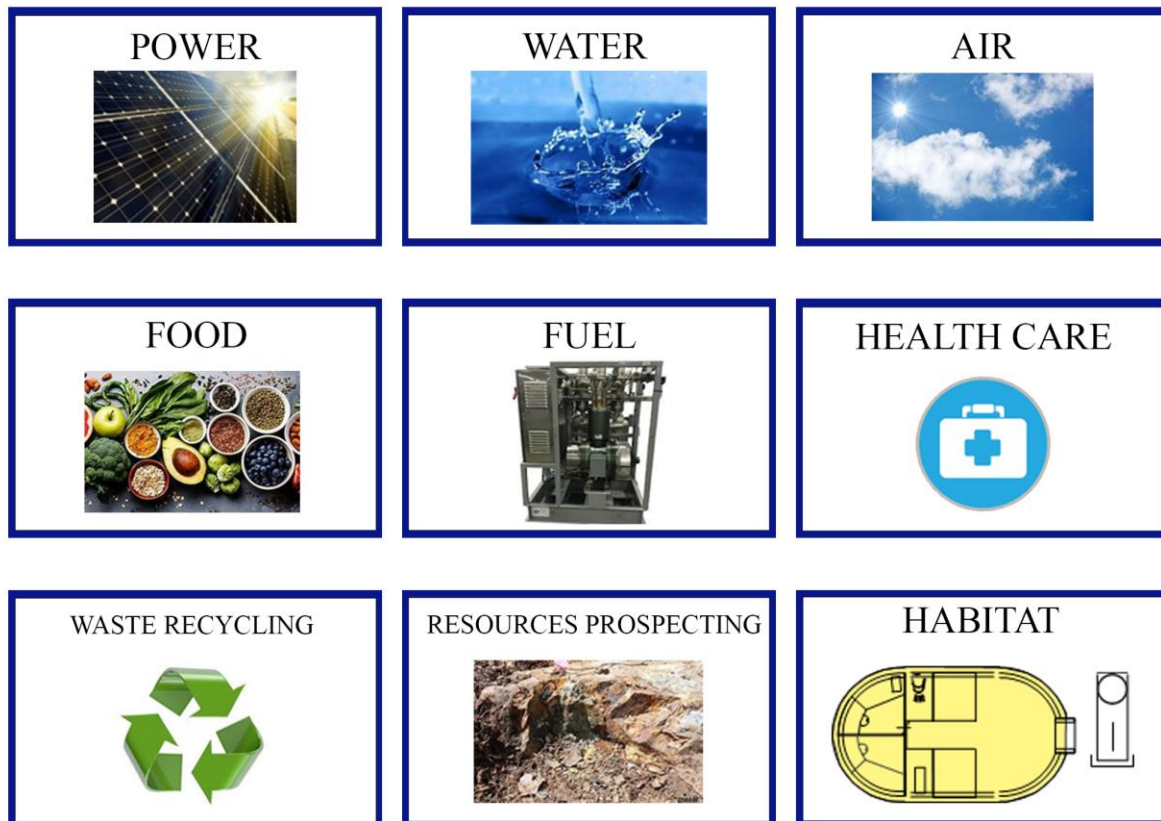 POWER
WATER
AIR
FOOD
FUEL
HEALTH CARE
WASTE RECYCLING
RESOURCES PROSPECTING
HABITAT